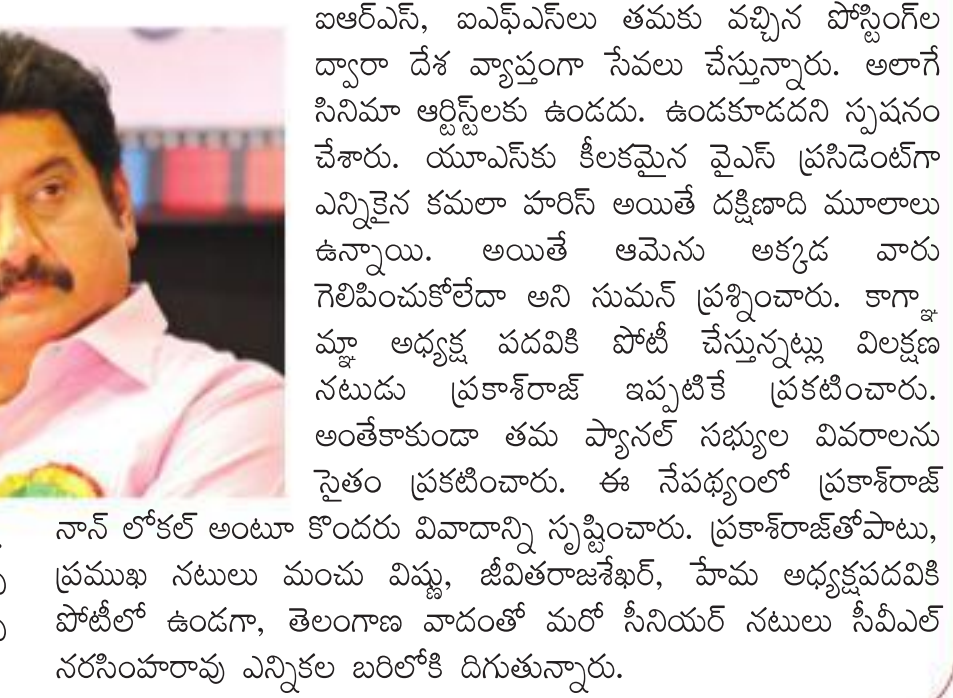 ఐఆర్ఎస్, ఐఎఫ్ఎస్‌లు తమకు వచ్చిన పోస్టింగ్‌ల
ద్వారా దేశ వ్యాప్తంగా సేవలు చేస్తున్నారు. అలాగే
సినిమా ఆర్టిస్ట్‌లకు ఉండదు. ఉండకూడదని స్పషనం
చేశారు. యూఎస్‌కు కీలకమైన వైఎస్ ప్రసిడెంట్‌గా
ఎన్నికైన కమలా హరిస్ అయితే దక్షిణాది మూలాలు
ఉన్నాయి. అయితే ఆమెను అక్కడ వారు
గెలిపించుకోలేదా అని సుమన్ ప్రశ్నించారు. కాగ్ఞా
మ్ఞా అధ్యక్ష పదవికి పోటీ చేస్తున్నట్లు విలక్షణ
నటుడు ప్రకాశ్‌రాజ్ ఇప్పటికే ప్రకటించారు.
అంతేకాకుండా తమ ప్యానల్ సభ్యుల వివరాలను
సైతం ప్రకటించారు. ఈ నేపథ్యంలో ప్రకాశ్‌రాజ్
నాన్ లోకల్ అంటూ కొందరు వివాదాన్ని సృష్టించారు. ప్రకాశ్‌రాజ్‌తోపాటు,
ప్రముఖ నటులు మంచు విష్ణు, జీవితరాజశేఖర్, హేమ అధ్యక్షపదవికి
పోటీలో ఉండగా, తెలంగాణ వాదంతో మరో సీనియర్ నటులు సీవీఎల్
నరసింహరావు ఎన్నికల బరిలోకి దిగుతున్నారు.